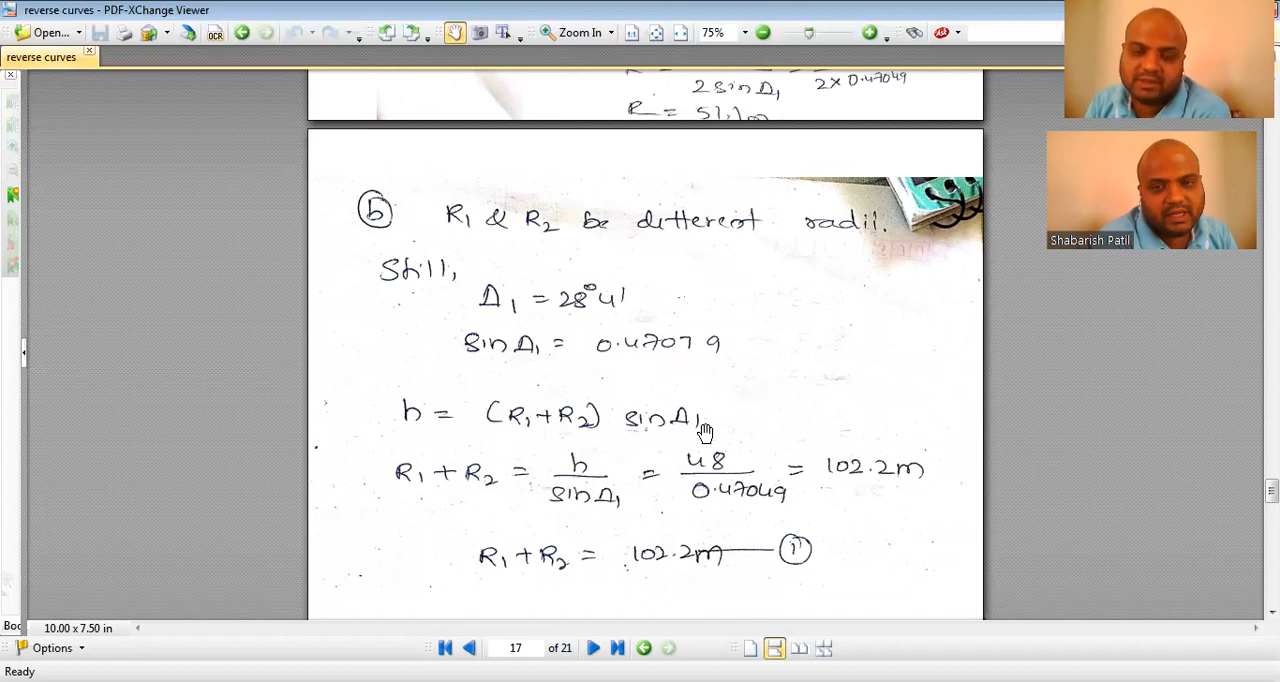 reverse curves - PDF-XChange Viewer
Open...
OCR
Zoom In
75%
reverse curves
2 sin Δ1 2 x 0.47049
R = 51.1m
b R1 & R2 be different radii.
Still,
Δ1 = 28°4'
sin Δ1 = 0.47079
h = (R1+R2) sin Δ1
R1 + R2 = h / sin Δ1 = 48 / 0.47049 = 102.2m
R1 + R2 = 102.2m
Shabarish Patil
10.00 x 7.50 in
Options
17 of 21
Ready